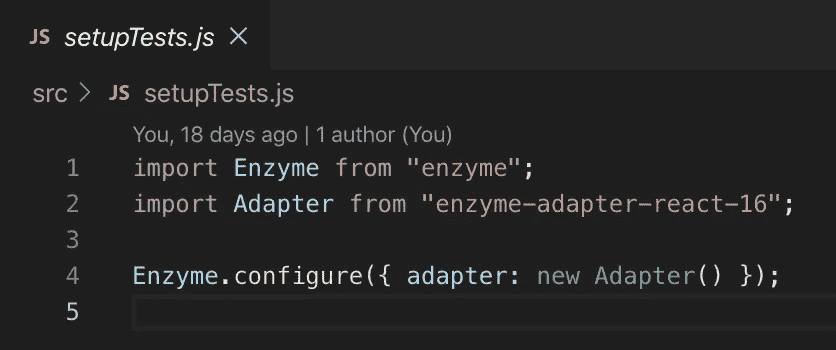 JS setupTests.js ×
src > JS setupTests.js
You, 18 days ago | 1 author (You)
1 import Enzyme from "enzyme";
2 import Adapter from "enzyme-adapter-react-16";
3
4 Enzyme.configure({ adapter: new Adapter() });
5